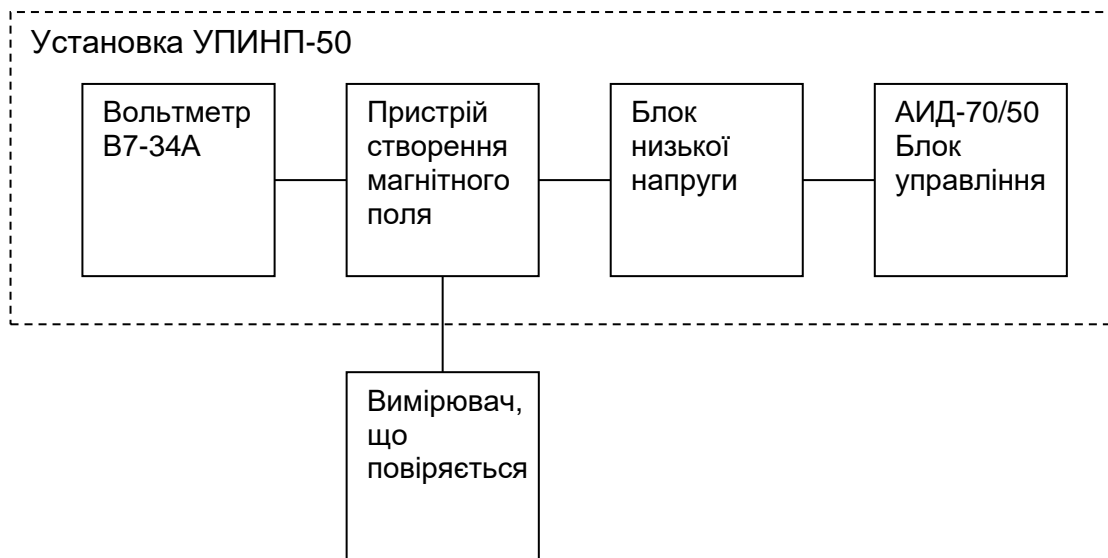 Установка УПИНП-50
Вольтметр
В7-34А
Пристрій
створення
магнітного
поля
Блок
низької
напруги
АИД-70/50
Блок
управління
Вимірювач,
що
повіряється